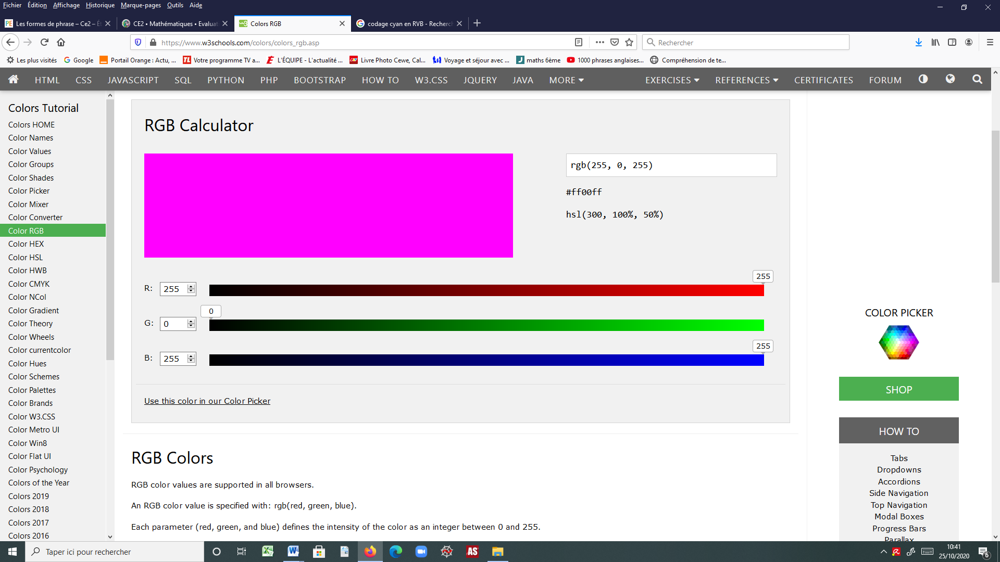 Fichier Édition Affichage Historique Marque-pages Outils Aide
Les formes de phrase – Ce2 – Ét
CE2 • Mathématiques • Evaluat
Colors RGB
codage cyan en RVB - Recherch
https://www.w3schools.com/colors/colors_rgb.asp
Rechercher
Les plus visités
Google
Portail Orange : Actu, ...
Votre programme TV a...
L'ÉQUIPE - L'actualité ...
Livre Photo Cewe, Cal...
Voyage et séjour avec ...
maths 6ème
1000 phrases anglaises...
Compréhension de te...
HTML CSS JAVASCRIPT SQL PYTHON PHP BOOTSTRAP HOW TO W3.CSS JQUERY JAVA MORE EXERCISES REFERENCES CERTIFICATES FORUM
Colors Tutorial
Colors HOME
Color Names
Color Values
Color Groups
Color Shades
Color Picker
Color Mixer
Color Converter
Color RGB
Color HEX
Color HSL
Color HWB
Color CMYK
Color NCol
Color Gradient
Color Theory
Color Wheels
Color currentcolor
Color Hues
Color Schemes
Color Palettes
Color Brands
Color W3.CSS
Color Metro UI
Color Win8
Color Flat UI
Color Psychology
Colors of the Year
Colors 2019
Colors 2018
Colors 2017
Colors 2016
RGB Calculator
rgb(255, 0, 255)
#ff00ff
hsl(300, 100%, 50%)
255
R: 255
0
G: 0
255
B: 255
Use this color in our Color Picker
RGB Colors
RGB color values are supported in all browsers.
An RGB color value is specified with: rgb(red, green, blue).
Each parameter (red, green, and blue) defines the intensity of the color as an integer between 0 and 255.
COLOR PICKER
SHOP
HOW TO
Tabs
Dropdowns
Accordions
Side Navigation
Top Navigation
Modal Boxes
Progress Bars
Parallax
Taper ici pour rechercher
AS
10:41
25/10/2020
6